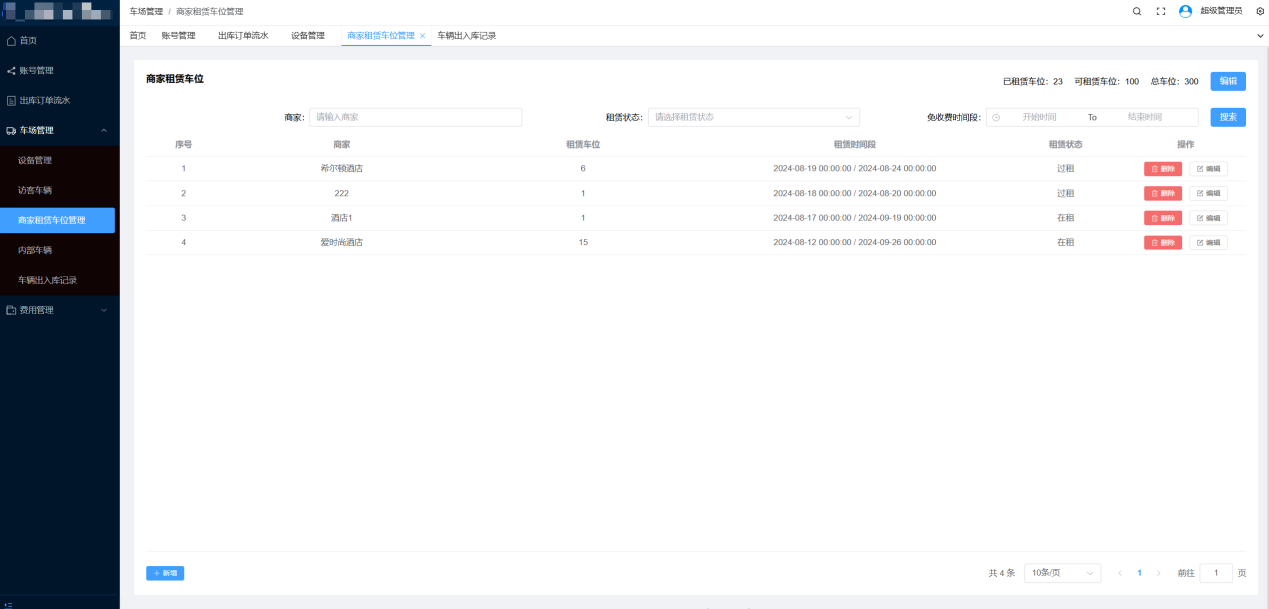 车场管理 / 商家租赁车位管理
超级管理员
首页 账号管理 出库订单流水 设备管理 商家租赁车位管理 车辆出入库记录
首页
账号管理
出库订单流水
车场管理
设备管理
访客车辆
商家租赁车位管理
内部车辆
车辆出入库记录
费用管理
商家租赁车位
已租赁车位: 23 可租赁车位: 100 总车位: 300 编辑
商家: 请输入商家 租赁状态: 请选择租赁状态 免收费时间段: 开始时间 To 结束时间 搜索
序号 商家 租赁车位 租赁时间段 租赁状态 操作
1 希尔顿酒店 6 2024-08-19 00:00:00 / 2024-08-24 00:00:00 过租 删除 编辑
2 222 1 2024-08-18 00:00:00 / 2024-08-20 00:00:00 过租 删除 编辑
3 酒店1 1 2024-08-17 00:00:00 / 2024-09-19 00:00:00 在租 删除 编辑
4 爱时尚酒店 15 2024-08-12 00:00:00 / 2024-09-26 00:00:00 在租 删除 编辑
+ 新增
共 4 条 10条/页 1 前往 1 页